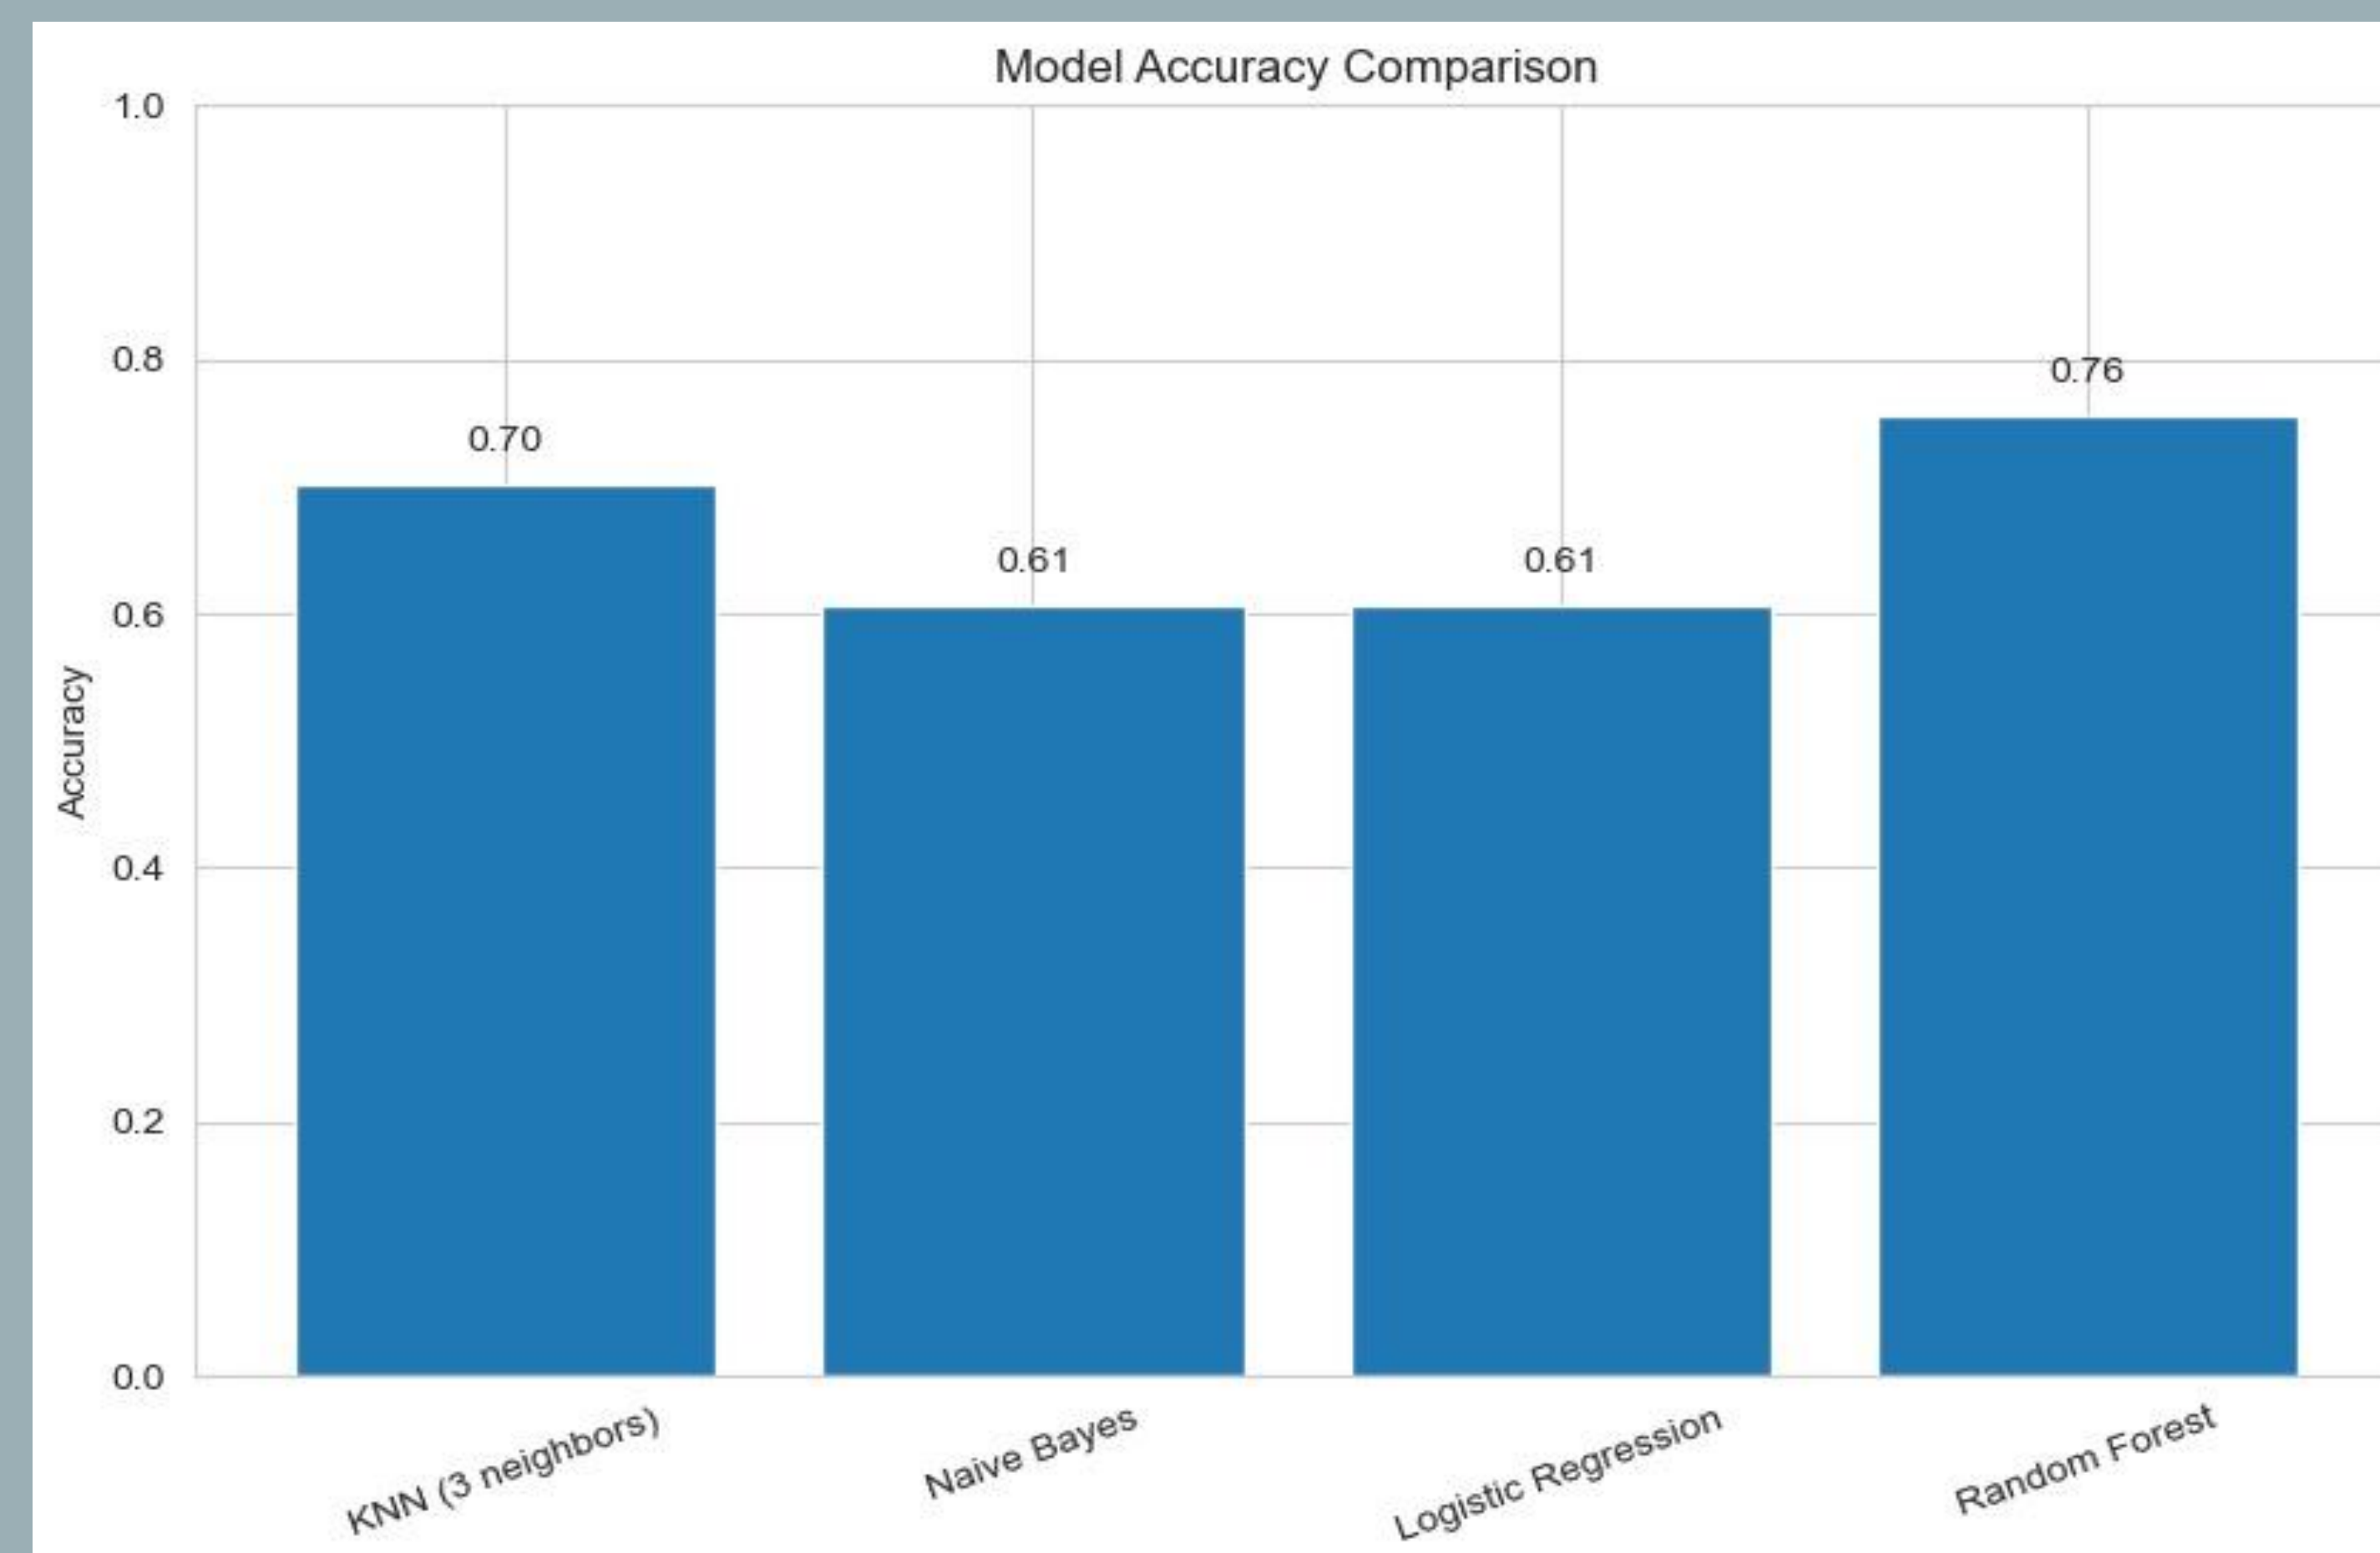 Model Accuracy Comparison
1.0
0.8
0.6
0.4
0.2
0.0
Accuracy
0.70
0.61
0.61
0.76
KNN (3 neighbors)
Naive Bayes
Logistic Regression
Random Forest